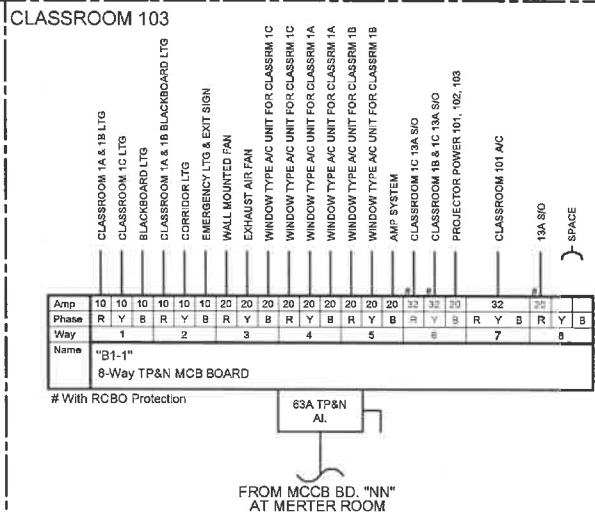 CLASSROOM 103
CLASSROOM 1A & 1B LTG
CLASSROOM 1C LTG
BLACKBOARD LTG
CLASSROOM 1A & 1B BLACKBOARD LTG
CORRIDOR LTG
EMERGENCY LTG & EXIT SIGN
WALL MOUNTED FAN
EXHAUST AIR FAN
WINDOW TYPE A/C UNIT FOR CLASSRM 1C
WINDOW TYPE A/C UNIT FOR CLASSRM 1C
WINDOW TYPE A/C UNIT FOR CLASSRM 1A
WINDOW TYPE A/C UNIT FOR CLASSRM 1A
WINDOW TYPE A/C UNIT FOR CLASSRM 1B
WINDOW TYPE A/C UNIT FOR CLASSRM 1B
AMP SYSTEM
CLASSROOM 1C 13A S/O
CLASSROOM 1B & 1C 13A S/O
PROJECTOR POWER 101, 102, 103
CLASSROOM 101 A/C
13A S/O
SPACE
# # #
Amp 10 10 10 10 10 10 20 20 20 20 20 20 20 20 20 32 32 20 32 20
Phase R Y B R Y B R Y B R Y B R Y B R Y B R Y B R Y B
Way 1 2 3 4 5 6 7 8
Name "B1-1"
8-Way TP&N MCB BOARD
# With RCBO Protection
63A TP&N
AI.
FROM MCCB BD. "NN"
AT MERTER ROOM